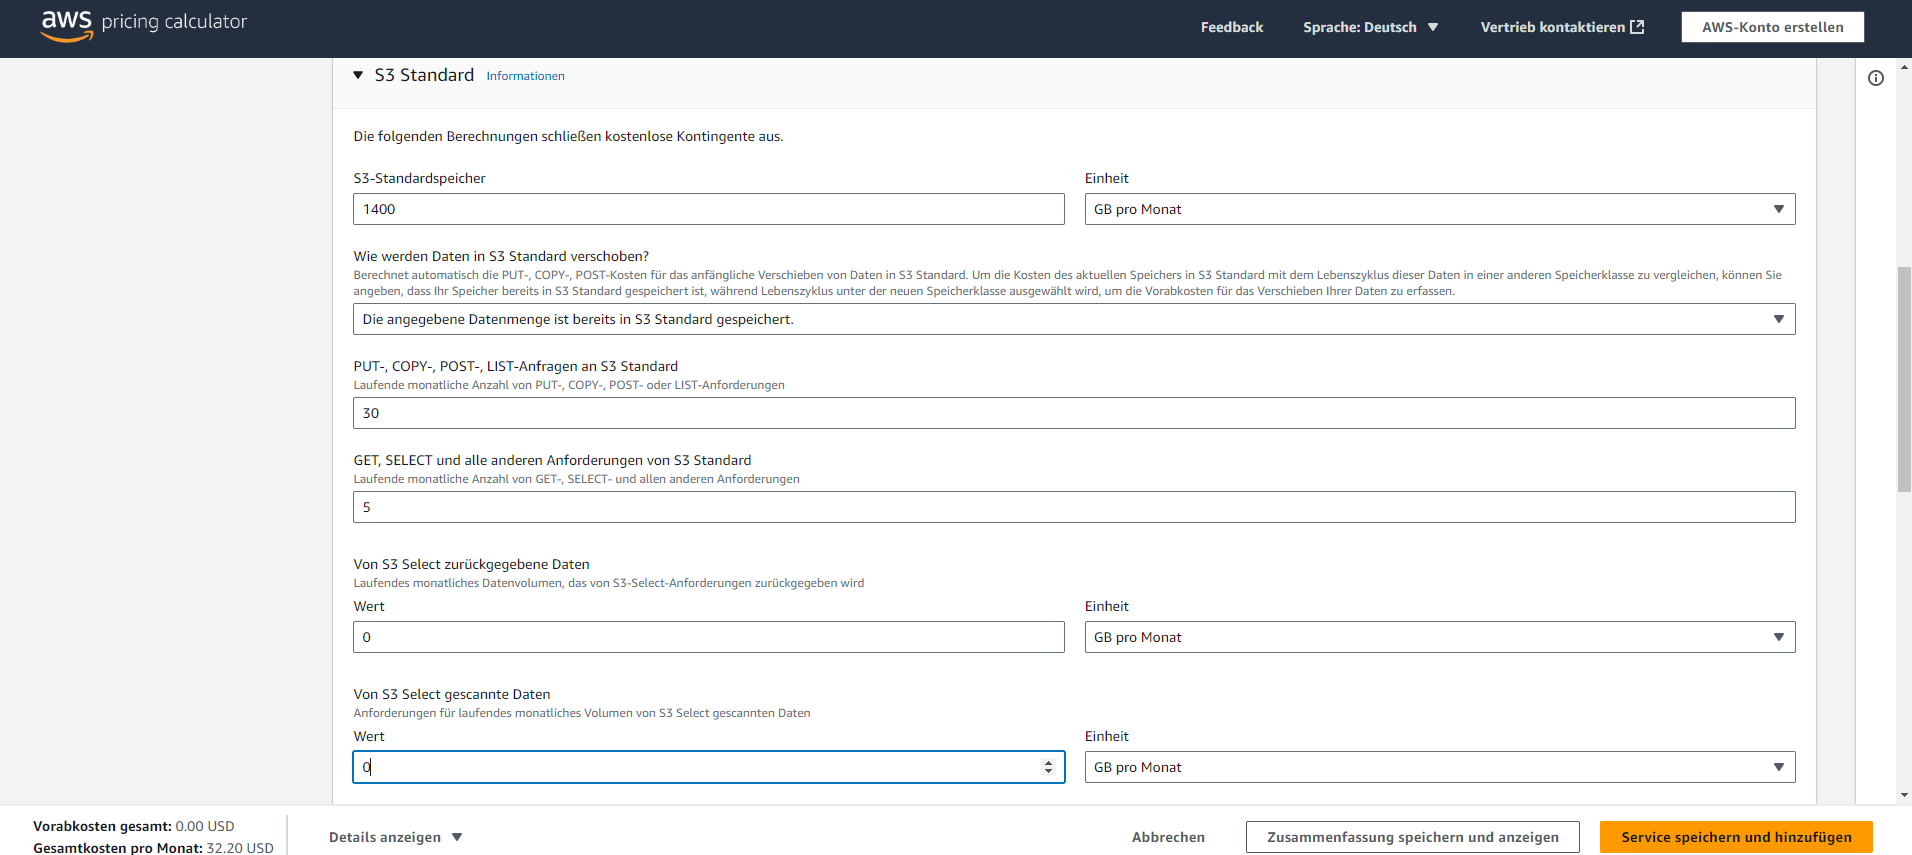 aws pricing calculator
Feedback
Sprache: Deutsch
Vertrieb kontaktieren
AWS-Konto erstellen
S3 Standard Informationen
Die folgenden Berechnungen schließen kostenlose Kontingente aus.
S3-Standardspeicher
1400
Einheit
GB pro Monat
Wie werden Daten in S3 Standard verschoben?
Berechnet automatisch die PUT-, COPY-, POST-Kosten für das anfängliche Verschieben von Daten in S3 Standard. Um die Kosten des aktuellen Speichers in S3 Standard mit dem Lebenszyklus dieser Daten in einer anderen Speicherklasse zu vergleichen, können Sie
angeben, dass Ihr Speicher bereits in S3 Standard gespeichert ist, während Lebenszyklus unter der neuen Speicherklasse ausgewählt wird, um die Vorabkosten für das Verschieben Ihrer Daten zu erfassen.
Die angegebene Datenmenge ist bereits in S3 Standard gespeichert.
PUT-, COPY-, POST-, LIST-Anfragen an S3 Standard
Laufende monatliche Anzahl von PUT-, COPY-, POST- oder LIST-Anforderungen
30
GET, SELECT und alle anderen Anforderungen von S3 Standard
Laufende monatliche Anzahl von GET-, SELECT- und allen anderen Anforderungen
5
Von S3 Select zurückgegebene Daten
Laufendes monatliches Datenvolumen, das von S3-Select-Anforderungen zurückgegeben wird
Wert
0
Einheit
GB pro Monat
Von S3 Select gescannte Daten
Anforderungen für laufendes monatliches Volumen von S3 Select gescannten Daten
Wert
0
Einheit
GB pro Monat
Vorabkosten gesamt: 0.00 USD
Gesamtkosten pro Monat: 32.20 USD
Details anzeigen
Abbrechen
Zusammenfassung speichern und anzeigen
Service speichern und hinzufügen